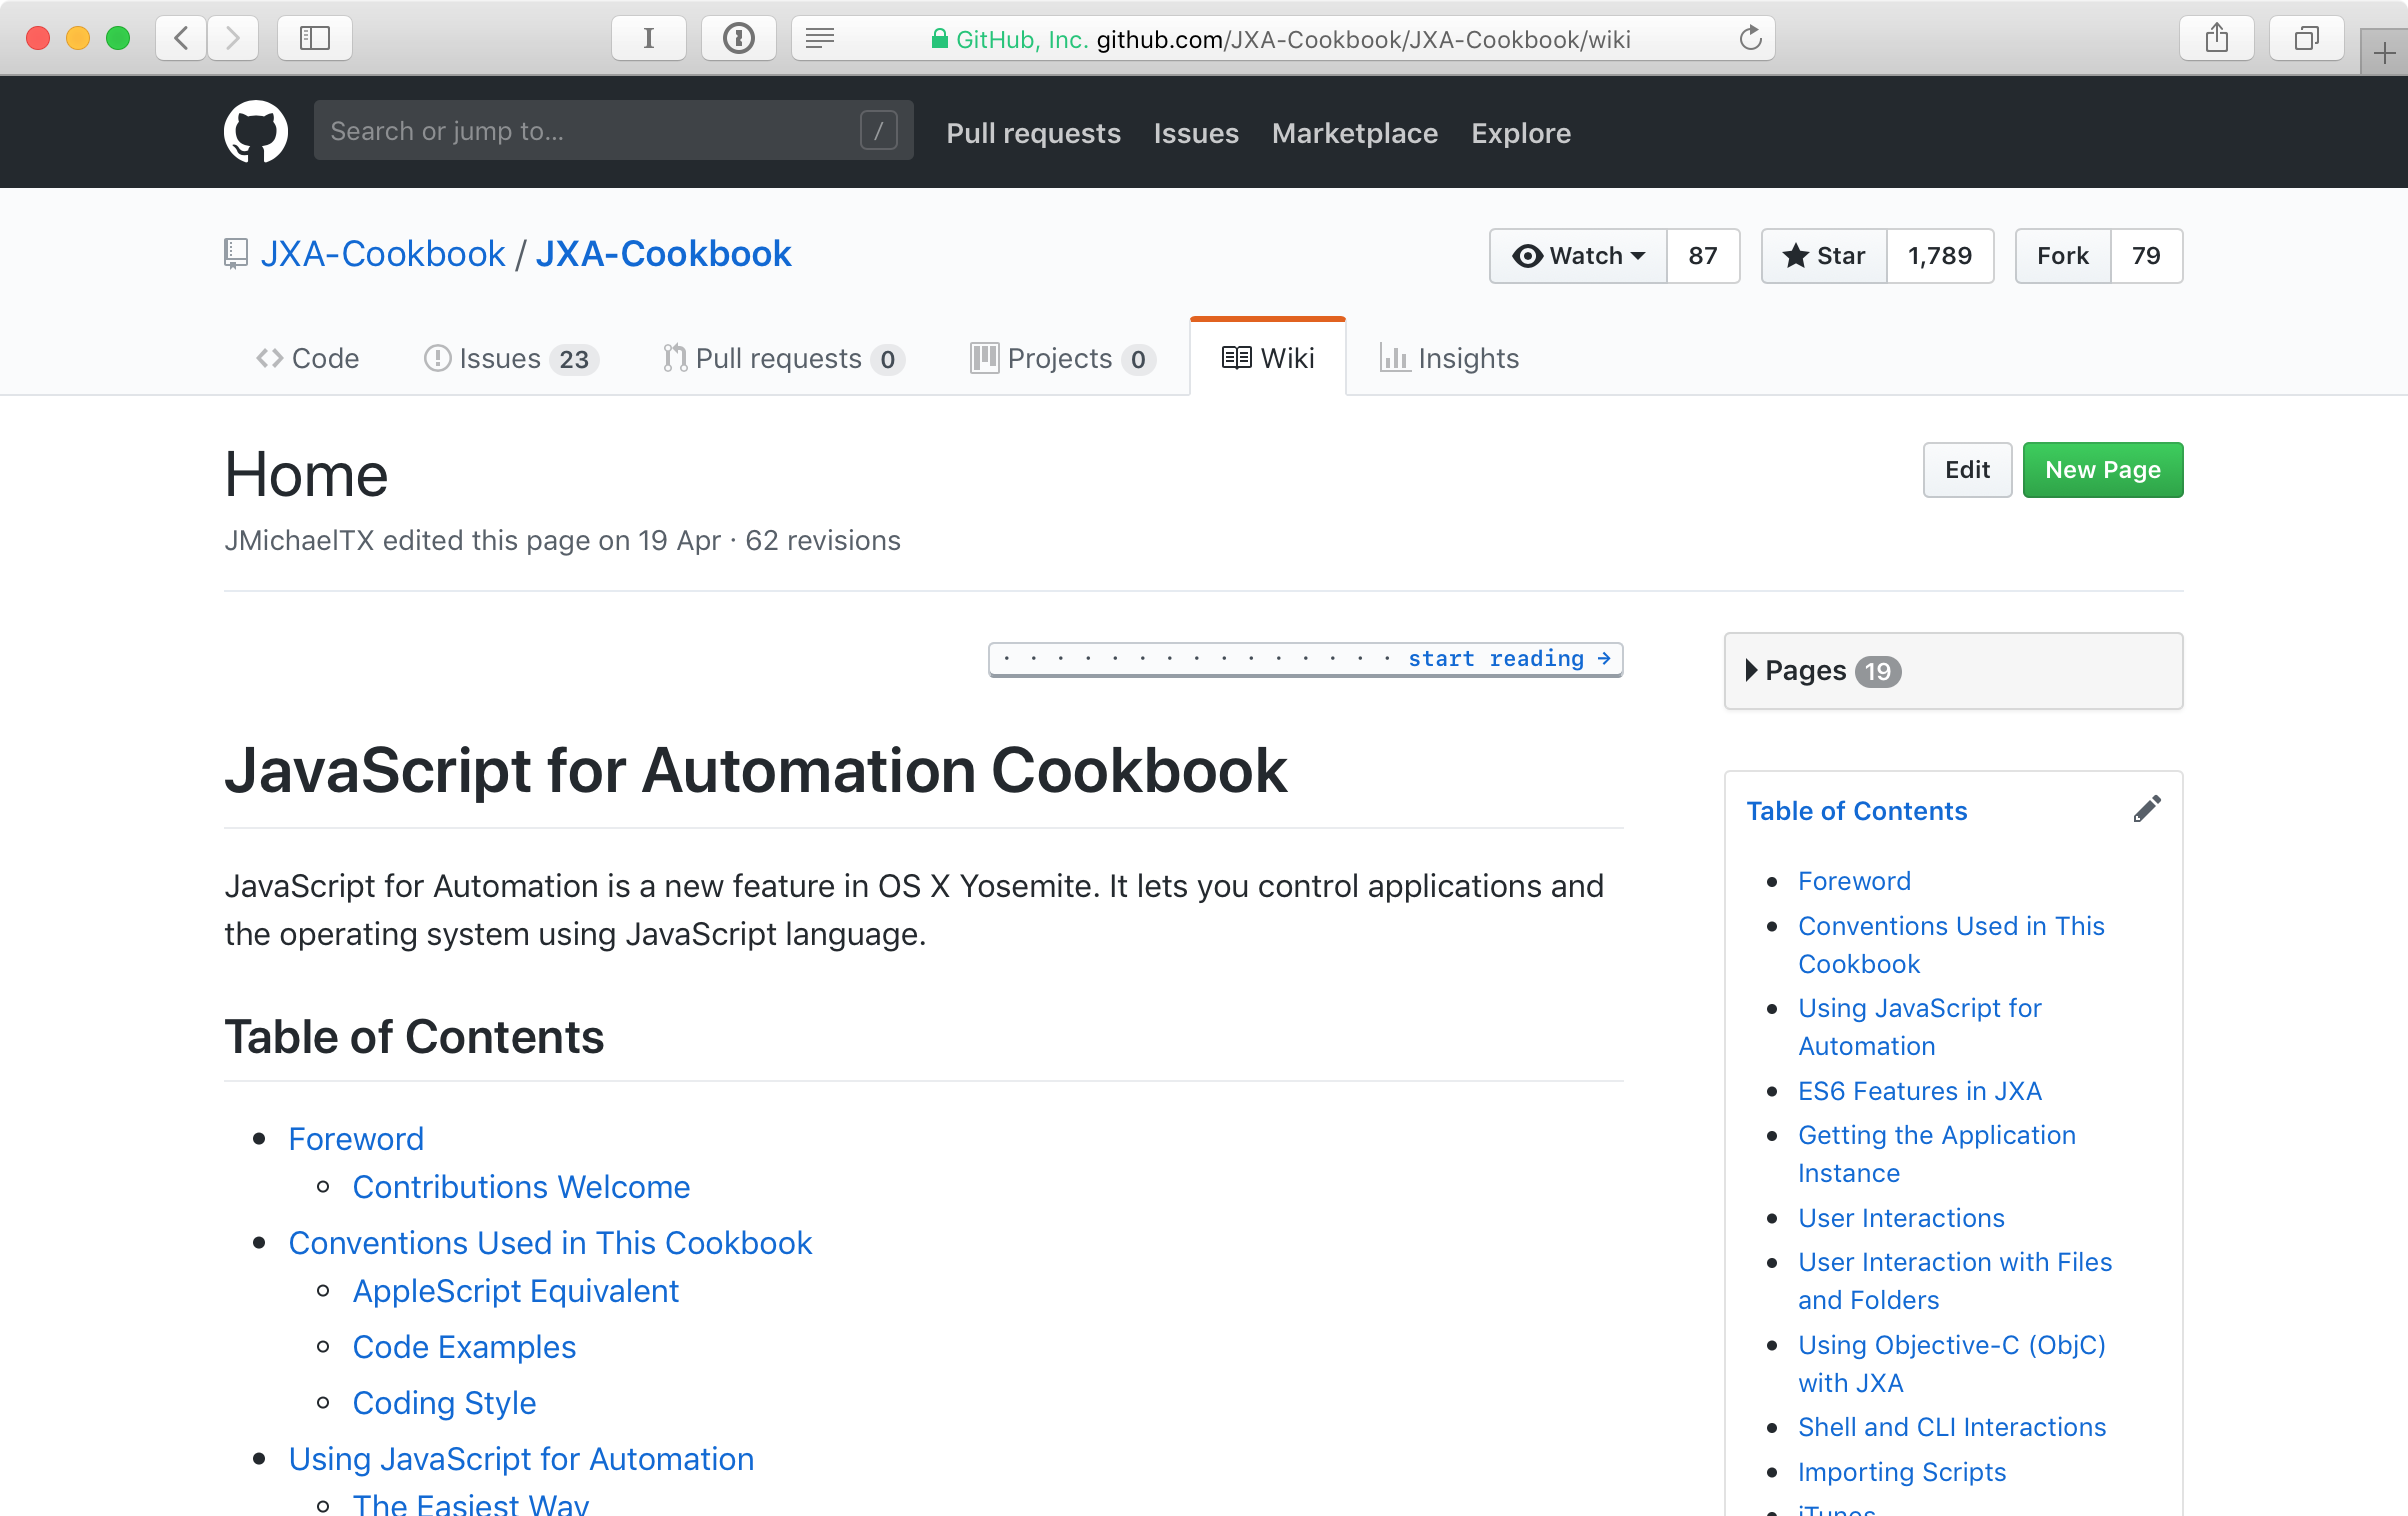 GitHub, Inc. github.com/JXA-Cookbook/JXA-Cookbook/wiki
Search or jump to...
/
Pull requests
Issues
Marketplace
Explore
JXA-Cookbook / JXA-Cookbook
Watch
87
Star
1,789
Fork
79
Code
Issues 23
Pull requests 0
Projects 0
Wiki
Insights
Home
Edit
New Page
JMichaelTX edited this page on 19 Apr · 62 revisions
· · · · · · · · · · · · · · · start reading →
JavaScript for Automation Cookbook
JavaScript for Automation is a new feature in OS X Yosemite. It lets you control applications and
the operating system using JavaScript language.
Table of Contents
Foreword
Contributions Welcome
Conventions Used in This Cookbook
AppleScript Equivalent
Code Examples
Coding Style
Using JavaScript for Automation
The Easiest Way
Pages 19
Table of Contents
Foreword
Conventions Used in This
Cookbook
Using JavaScript for
Automation
ES6 Features in JXA
Getting the Application
Instance
User Interactions
User Interaction with Files
and Folders
Using Objective-C (ObjC)
with JXA
Shell and CLI Interactions
Importing Scripts
iTunes